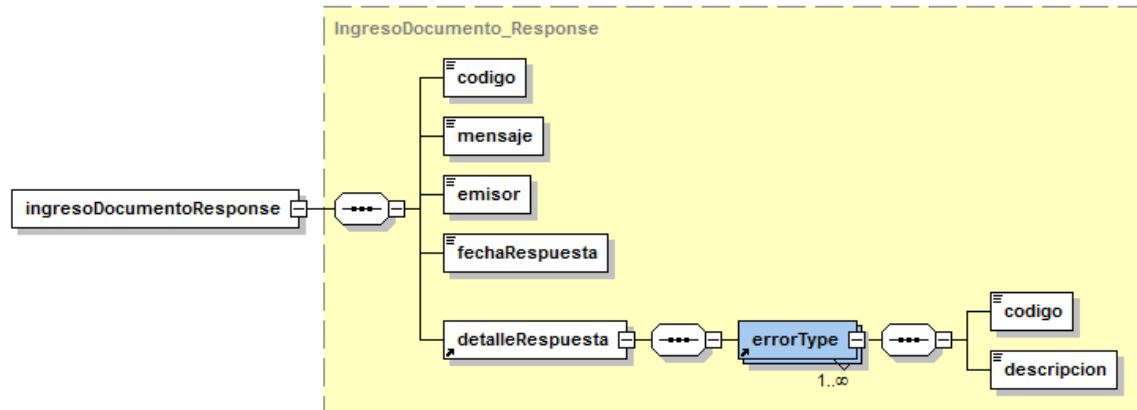 IngresoDocumento_Response
codigo
mensaje
emisor
ingresoDocumentoResponse
fechaRespuesta
codigo
detalleRespuesta
errorType
1..∞
descripcion